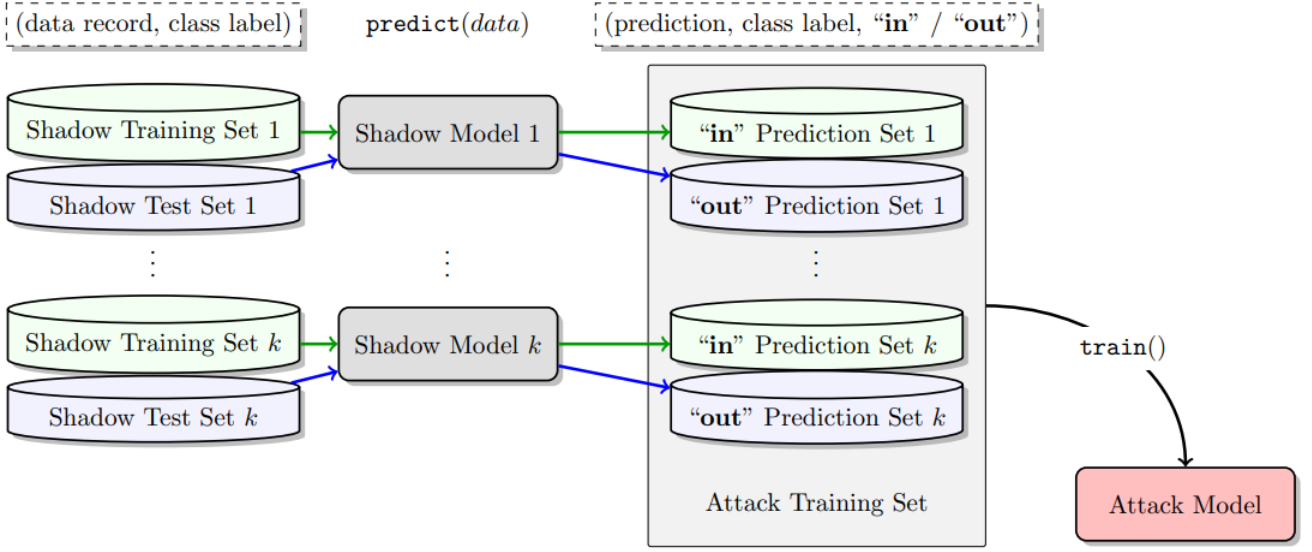 (data record, class label)
predict(data)
(prediction, class label, “in” / “out”)
Shadow Training Set 1
Shadow Model 1
“in” Prediction Set 1
Shadow Test Set 1
“out” Prediction Set 1
⋮ ⋮ ⋮
Shadow Training Set k
Shadow Model k
“in” Prediction Set k
train()
Shadow Test Set k
“out” Prediction Set k
Attack Training Set
Attack Model